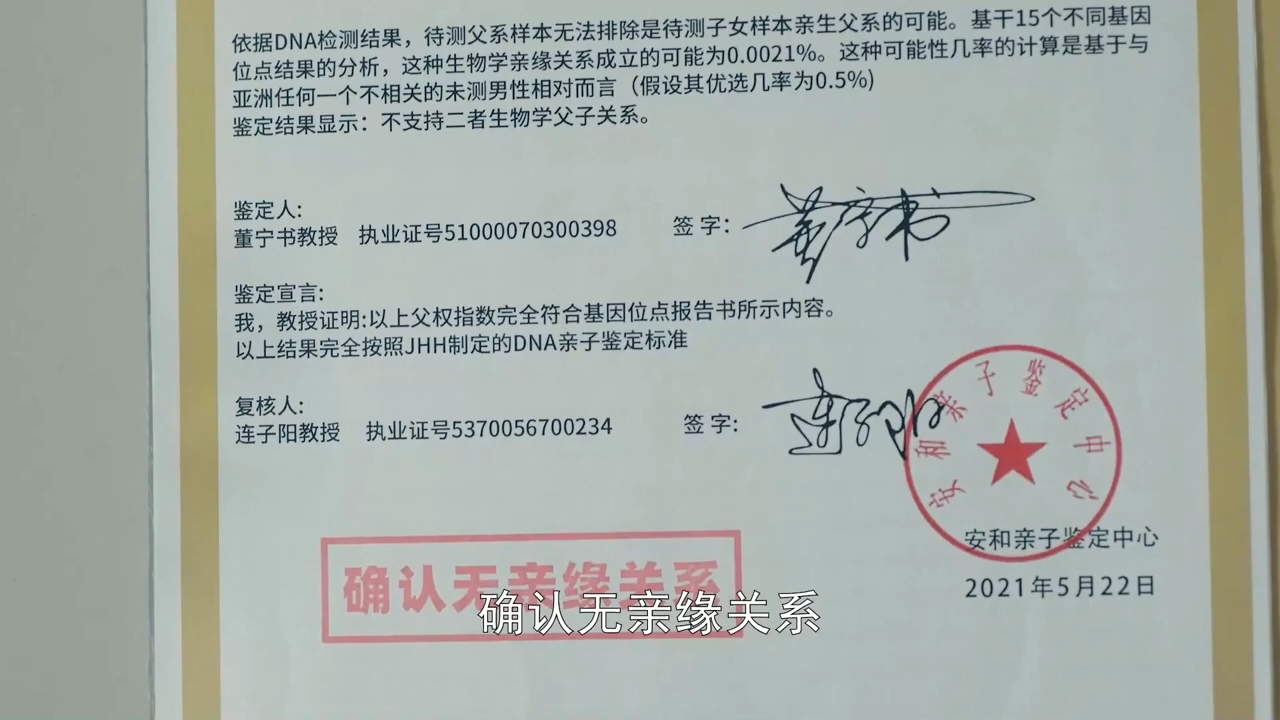 依据DNA检测结果，待测父系样本无法排除是待测子女样本亲生父系的可能。基干15个不同基因
位点结果的分析，这种生物学亲缘关系成立的可能为0.0021%。这种可能性几率的计算是基于与
亚洲任何一个不相关的未测男性相对而言（假设其优选几率为0.5%)
鉴定结果显示：不支持二者生物学父子关系。
鉴定人:
董宁书教授 执业证号51000070300398 签 字: 董宁书
鉴定宣言:
我，教授证明:以上父权指数完全符合基因位点报告书所示内容。
以上结果完全按照JHH制定的DNA亲子鉴定标准
复核人:
连子阳教授 执业证号5370056700234 签 字: 连子阳
安和亲子鉴定中心
安和亲子鉴定中心
2021年5月22日
确认无亲缘关系
确认无亲缘关系